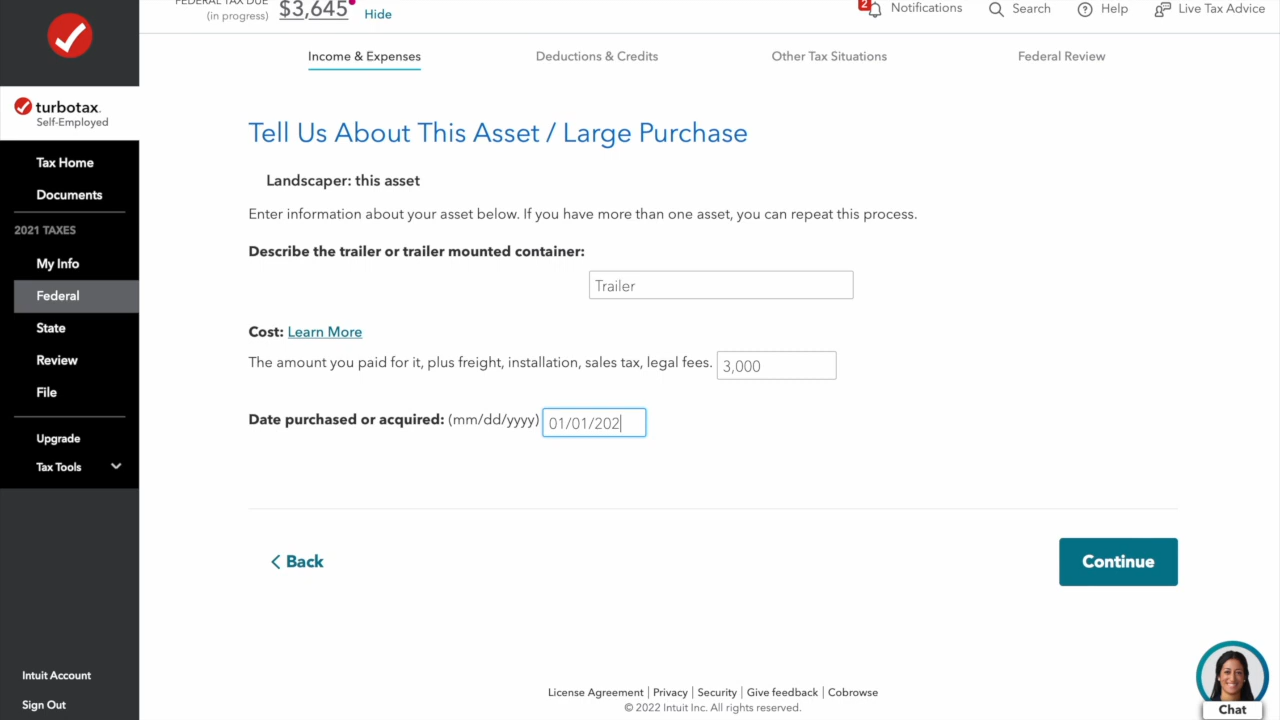 FEDERAL TAX DUE
(in progress)
$3,645
Hide
2
Notifications
Search
Help
Live Tax Advice
Income & Expenses
Deductions & Credits
Other Tax Situations
Federal Review
turbotax.
Self-Employed
Tax Home
Documents
2021 TAXES
My Info
Federal
State
Review
File
Upgrade
Tax Tools
Intuit Account
Sign Out
Tell Us About This Asset / Large Purchase
Landscaper: this asset
Enter information about your asset below. If you have more than one asset, you can repeat this process.
Describe the trailer or trailer mounted container:
Trailer
Cost: Learn More
The amount you paid for it, plus freight, installation, sales tax, legal fees. 3,000
Date purchased or acquired: (mm/dd/yyyy) 01/01/202
Back
Continue
License Agreement | Privacy | Security | Give feedback | Cobrowse
© 2022 Intuit Inc. All rights reserved.
Chat